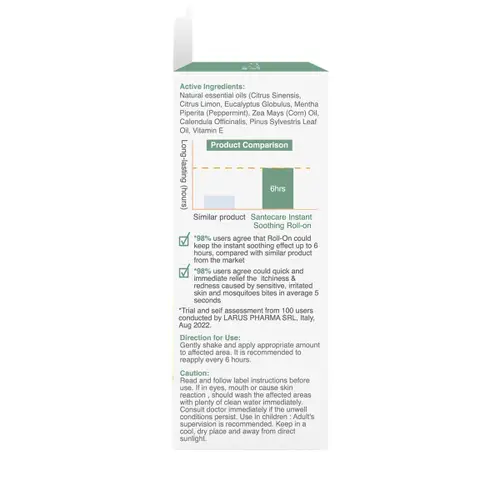 Active Ingredients:
Natural essential oils (Citrus Sinensis,
Citrus Limon, Eucalyptus Globulus, Mentha
Piperita (Peppermint), Zea Mays (Corn) Oil,
Calendula Officinalis, Pinus Sylvestris Leaf
Oil, Vitamin E
Product Comparison
Long-lasting (hours)
6hrs
Similar product
Santecare Instant
Soothing Roll-on
*98% users agree that Roll-On could
keep the instant soothing effect up to 6
hours, compared with similar product
from the market
*98% users agree could quick and
immediate relief the itchiness &
redness caused by sensitive, irritated
skin and mosquitoes bites in average 5
seconds
*Trial and self assessment from 100 users
conducted by LARUS PHARMA SRL, Italy,
Aug 2022.
Direction for Use:
Gently shake and apply appropriate amount
to affected area. It is recommended to
reapply every 6 hours.
Caution:
Read and follow label instructions before
use. If in eyes, mouth or cause skin
reaction , should wash the affected areas
with plenty of clean water immediately.
Consult doctor immediately if the unwell
conditions persist. Use in children : Adult's
supervision is recommended. Keep in a
cool, dry place and away from direct
sunlight.